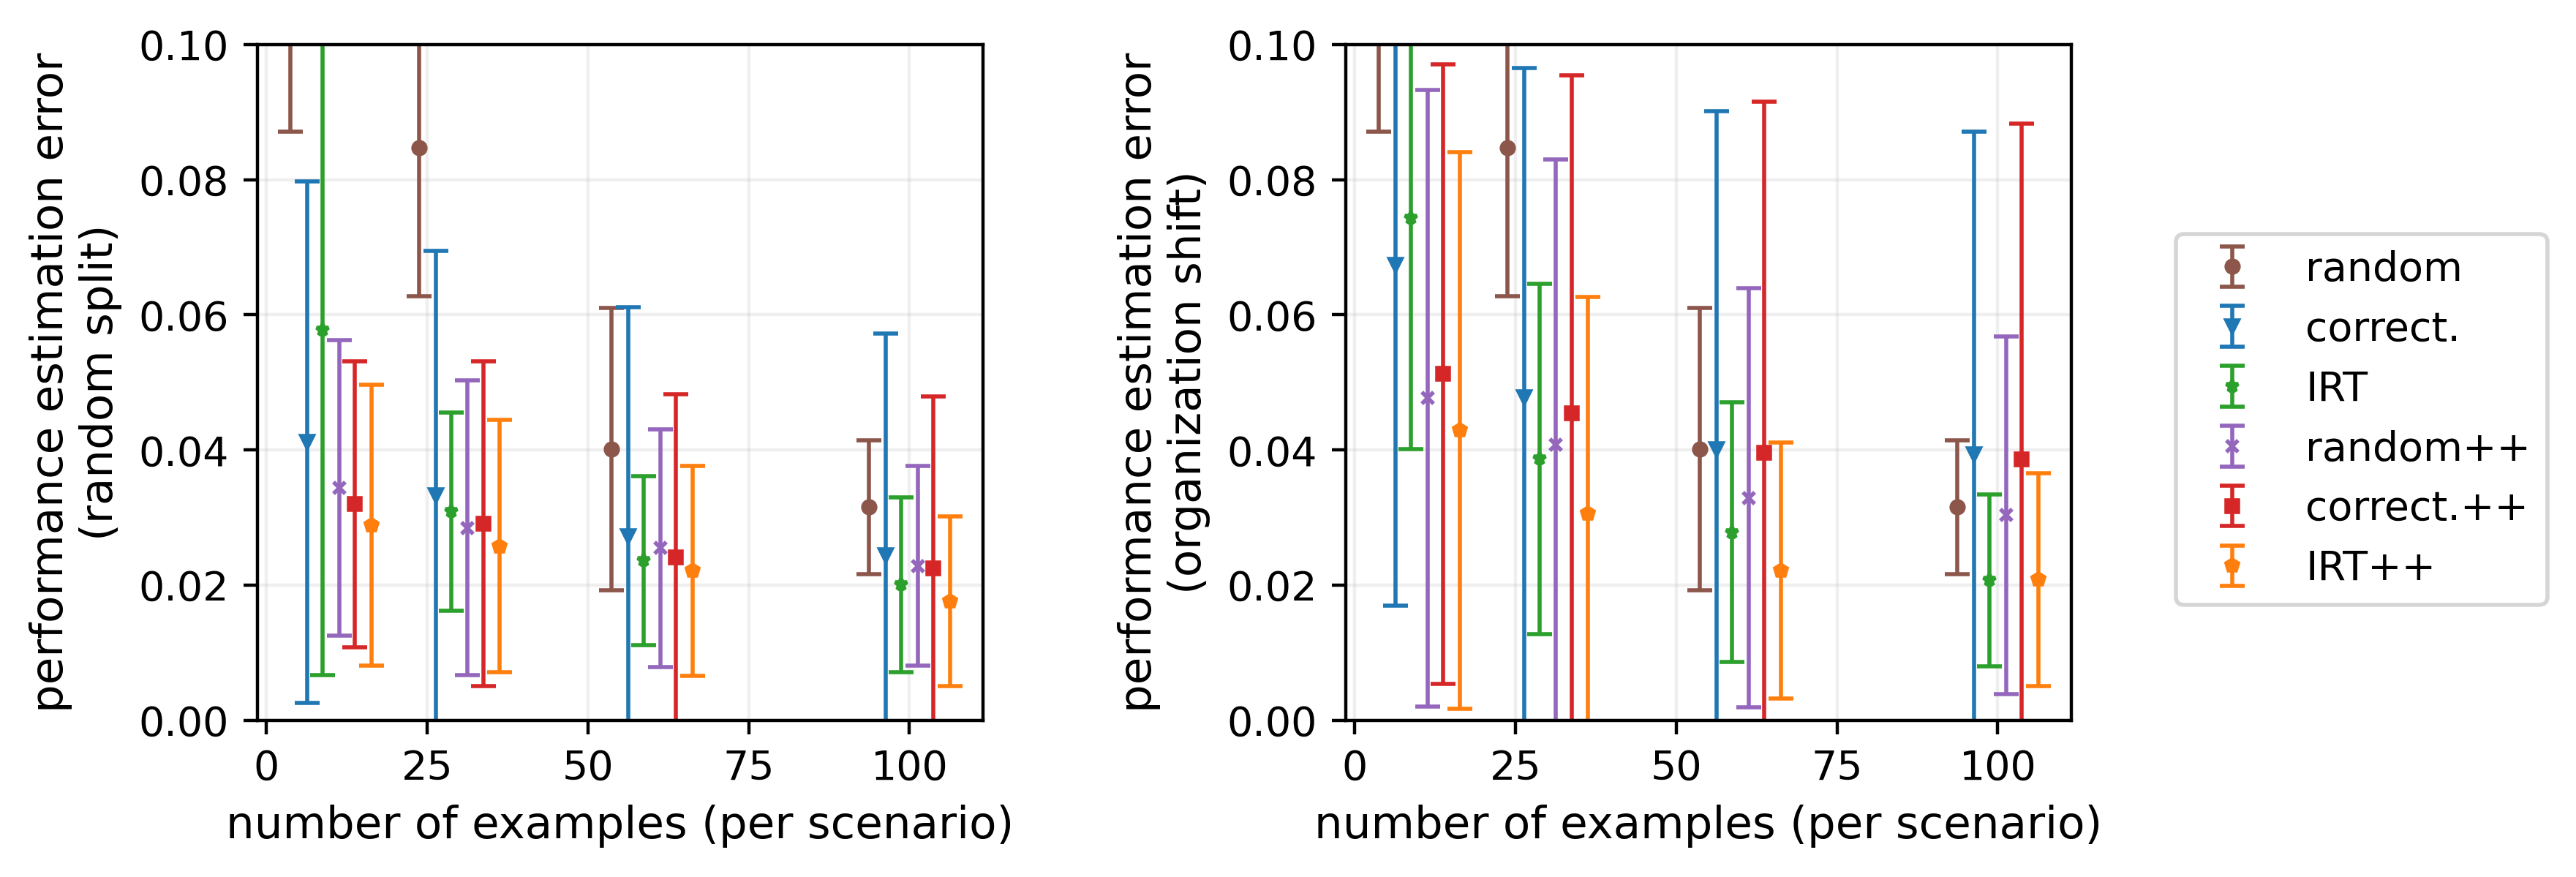 performance estimation error
(random split)
0.10
0.08
0.06
0.04
0.02
0.00
0
25
50
75
100
number of examples (per scenario)
performance estimation error
(organization shift)
0.10
0.08
0.06
0.04
0.02
0.00
0
25
50
75
100
number of examples (per scenario)
random
correct.
IRT
random++
correct.++
IRT++